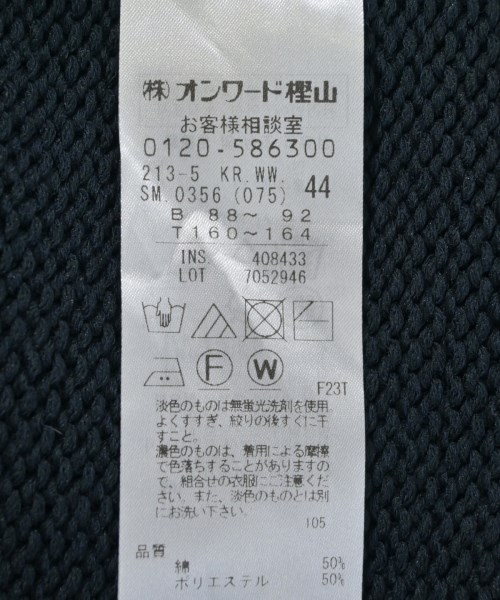 (株)オンワード樫山
お客様相談室
0120-586300
213-5 KR.WW.
SM.0356 (075) 44
B 88~ 92
T 160~164
INS 408433
LOT 7052946
F W
F23T
淡色のものは無蛍光洗剤を使用
よくすすぎ、絞りの後すぐに干
すこと。
濃色のものは、着用による摩擦
で色落ちすることがありますの
で、組合せの衣服にご注意くだ
さい。また、淡色のものとは別
にお洗い下さい。
105
品質
綿 50%
ポリエステル 50%